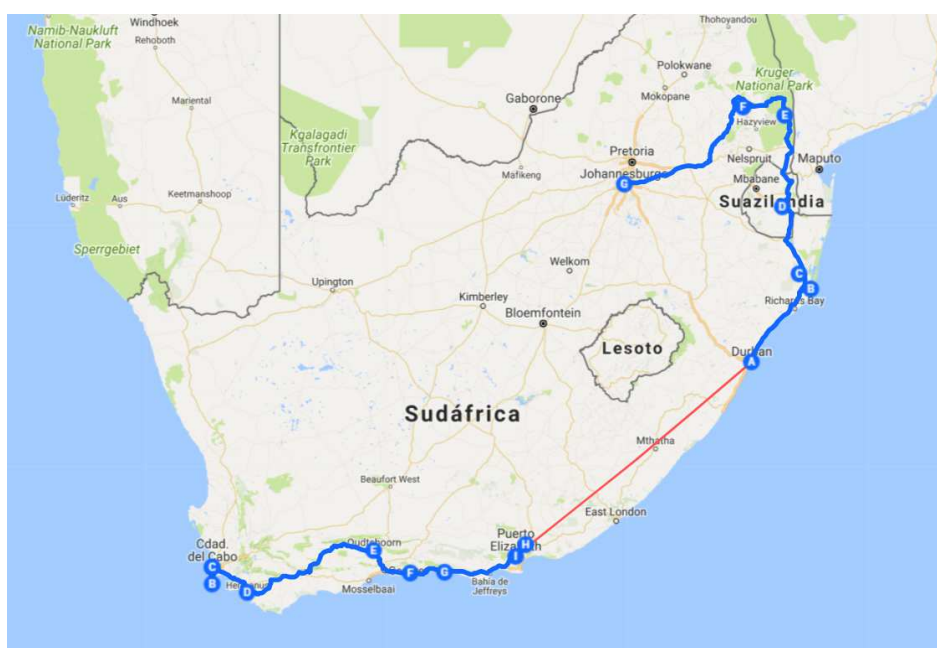 Thohoyandou
Windhoek
Namib-Naukluft
National Park
Rehoboth
Polokwane
Kruger
National Park
Mokopane
Gaborone
Mariental
F
E
Hazyview
Kgalagadi
Transfrontier
Park
Pretoria
Nelspruit
Maputo
Mafikeng
Johannesburg
G
Mbabane
Lüderitz
Aus
Keetmanshoop
Suazilandia
D
Sperrgebiet
Welkom
C
Upington
B
Kimberley
Richards Bay
Bloemfontein
Lesoto
Durban
A
Sudáfrica
Mthatha
Beaufort West
East London
Puerto
Elizabeth
H
Cdad.
del Cabo
Oudtshoorn
E
I
C
F
G
B
Hermanus
D
Mosselbaai
Bahía de
Jeffreys